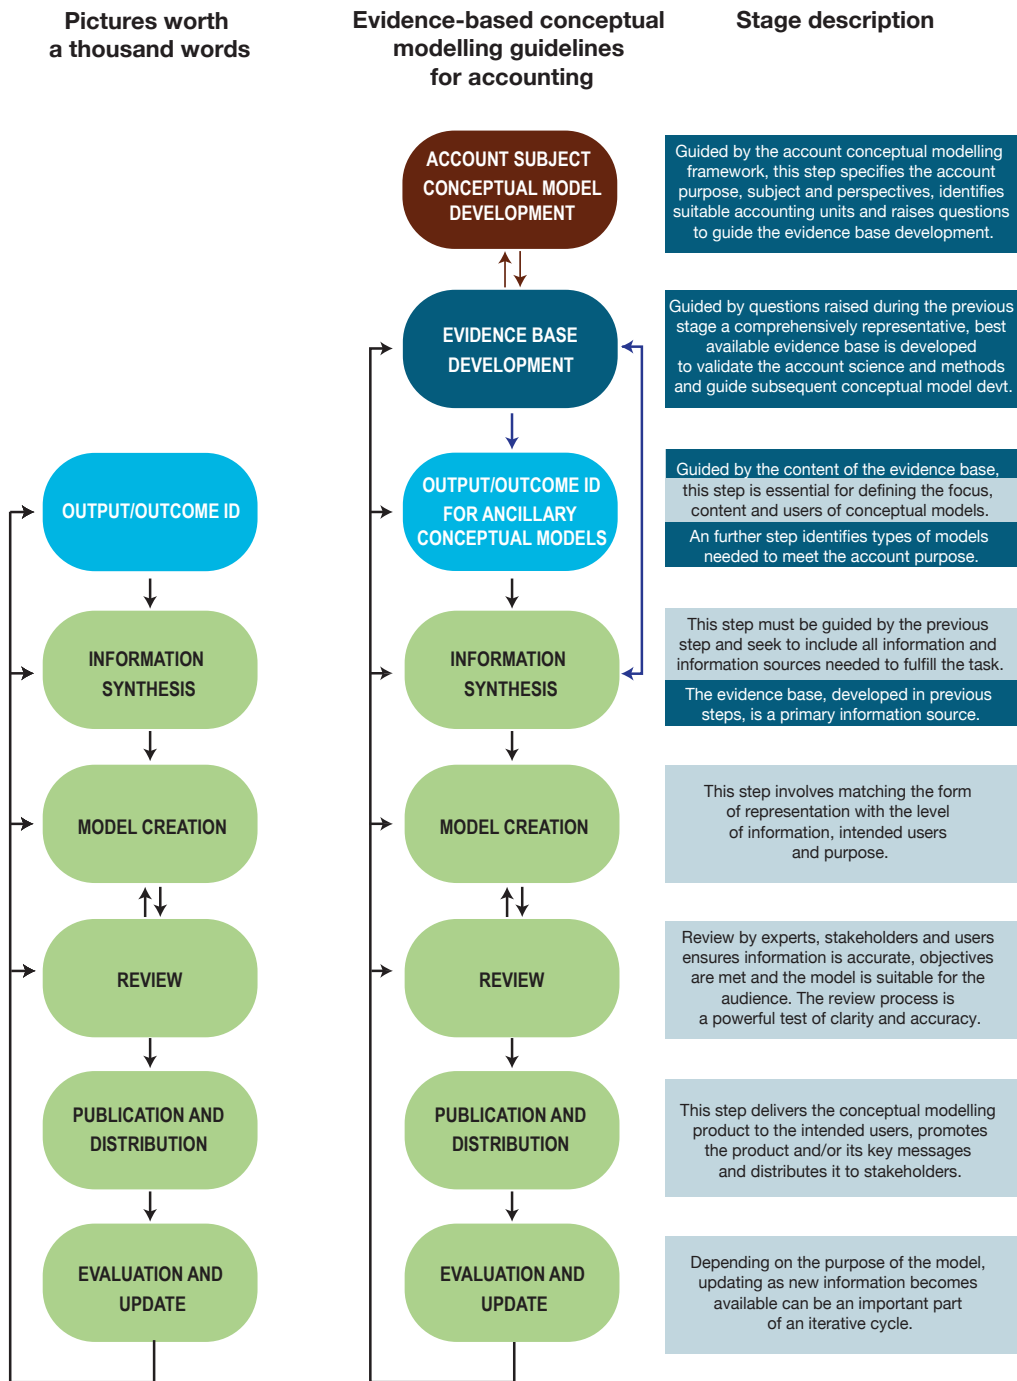 Pictures worth
a thousand words
Evidence-based conceptual
modelling guidelines
for accounting
Stage description
ACCOUNT SUBJECT
CONCEPTUAL MODEL
DEVELOPMENT
Guided by the account conceptual modelling
framework, this step specifies the account
purpose, subject and perspectives, identifies
suitable accounting units and raises questions
to guide the evidence base development.
EVIDENCE BASE
DEVELOPMENT
Guided by questions raised during the previous
stage a comprehensively representative, best
available evidence base is developed
to validate the account science and methods
and guide subsequent conceptual model devt.
OUTPUT/OUTCOME ID
OUTPUT/OUTCOME ID
FOR ANCILLARY
CONCEPTUAL MODELS
Guided by the content of the evidence base,
this step is essential for defining the focus,
content and users of conceptual models.
An further step identifies types of models
needed to meet the account purpose.
INFORMATION
SYNTHESIS
INFORMATION
SYNTHESIS
This step must be guided by the previous
step and seek to include all information and
information sources needed to fulfill the task.
The evidence base, developed in previous
steps, is a primary information source.
MODEL CREATION
MODEL CREATION
This step involves matching the form
of representation with the level
of information, intended users
and purpose.
REVIEW
REVIEW
Review by experts, stakeholders and users
ensures information is accurate, objectives
are met and the model is suitable for the
audience. The review process is
a powerful test of clarity and accuracy.
PUBLICATION AND
DISTRIBUTION
PUBLICATION AND
DISTRIBUTION
This step delivers the conceptual modelling
product to the intended users, promotes
the product and/or its key messages
and distributes it to stakeholders.
EVALUATION AND
UPDATE
EVALUATION AND
UPDATE
Depending on the purpose of the model,
updating as new information becomes
available can be an important part
of an iterative cycle.